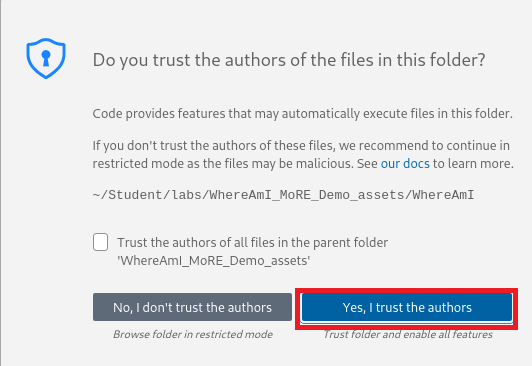 Do you trust the authors of the files in this folder?
Code provides features that may automatically execute files in this folder.
If you don't trust the authors of these files, we recommend to continue in
restricted mode as the files may be malicious. See our docs to learn more.
~/Student/labs/WhereAmI_MoRE_Demo_assets/WhereAmI
Trust the authors of all files in the parent folder
'WhereAmI_MoRE_Demo_assets'
No, I don't trust the authors
Browse folder in restricted mode
Yes, I trust the authors
Trust folder and enable all features